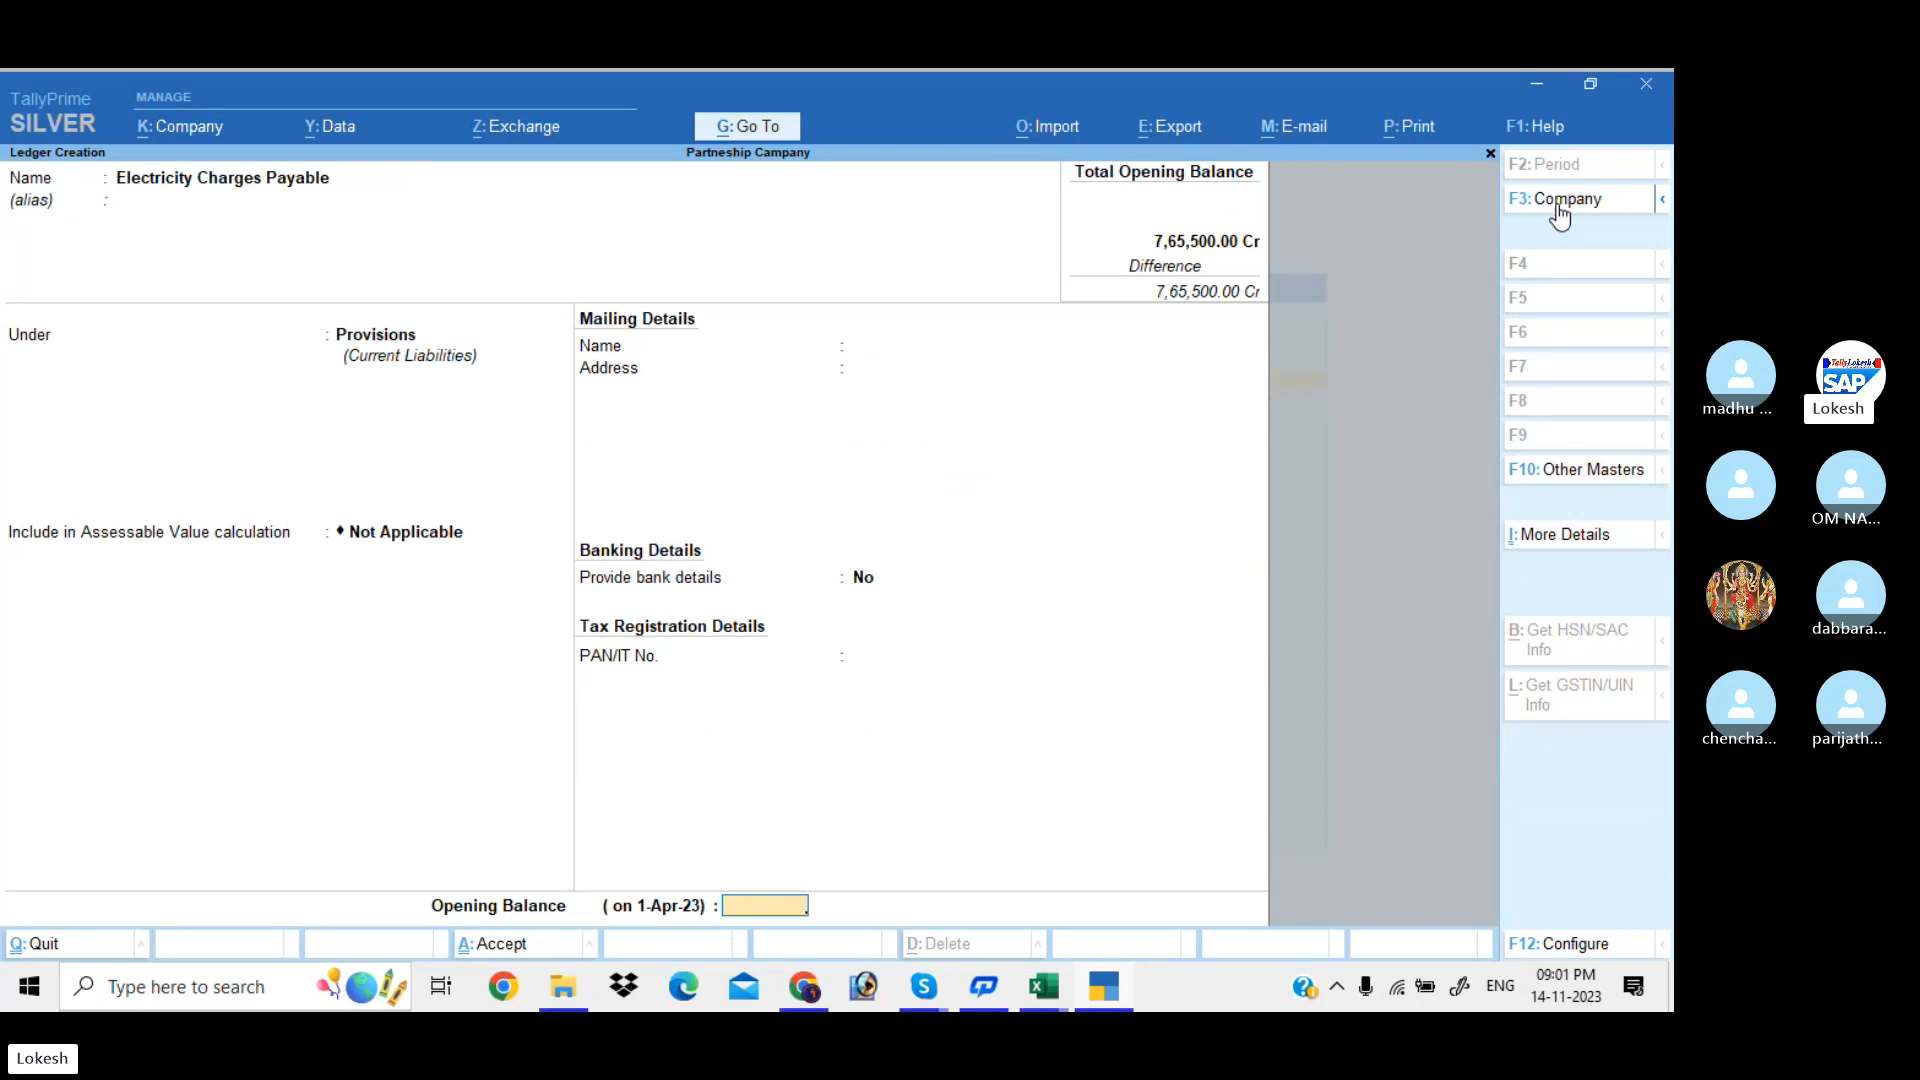 TallyPrime
SILVER
MANAGE
K: Company
Y: Data
Z: Exchange
G: Go To
O: Import
E: Export
M: E-mail
P: Print
F1: Help
Ledger Creation
Partneship Campany
Name : Electricity Charges Payable
(alias) :
Total Opening Balance
7,65,500.00 Cr
Difference
7,65,500.00 Cr
Under : Provisions
(Current Liabilities)
Include in Assessable Value calculation : ♦ Not Applicable
Mailing Details
Name :
Address :
Banking Details
Provide bank details : No
Tax Registration Details
PAN/IT No. :
Opening Balance ( on 1-Apr-23) :
Q: Quit
A: Accept
D: Delete
F2: Period
F3: Company
F4
F5
F6
F7
F8
F9
F10: Other Masters
I: More Details
B: Get HSN/SAC
Info
L: Get GSTIN/UIN
Info
F12: Configure
Type here to search
ENG
09:01 PM
14-11-2023
madhu ...
TallyLokesh
SAP
Lokesh
OM NA...
dabbara...
chencha...
parijath...
Lokesh